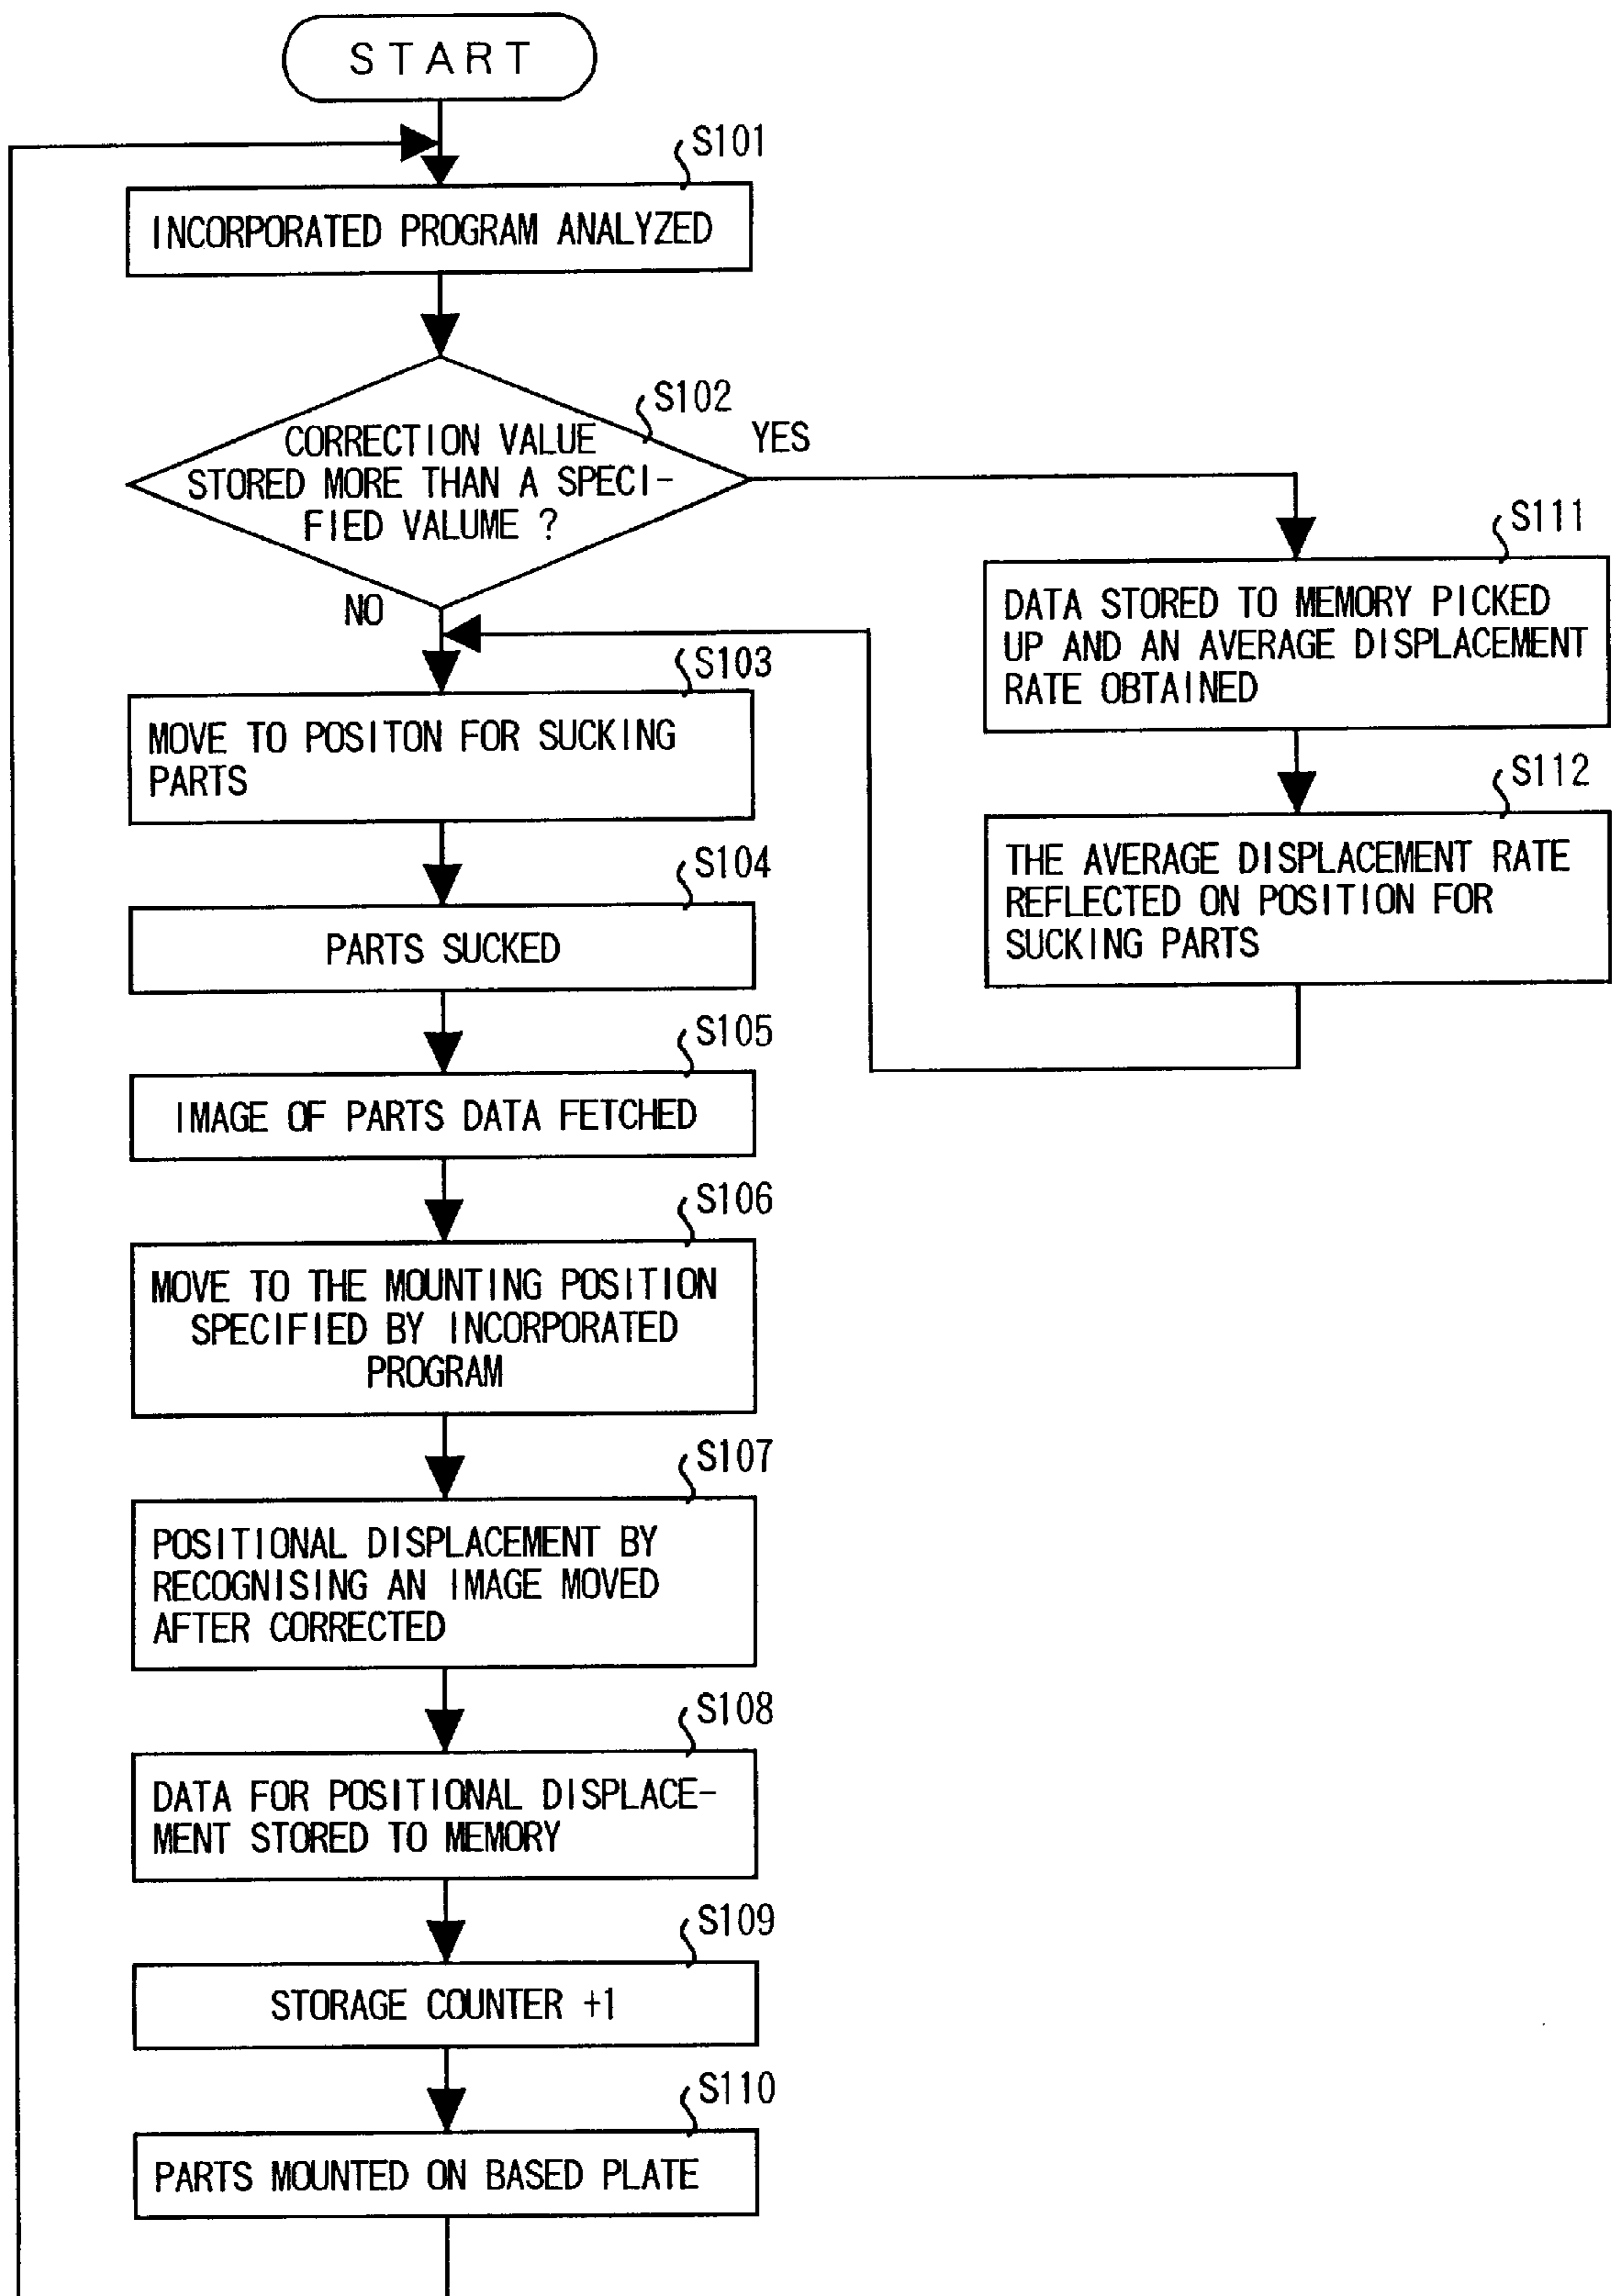 START
S101
INCORPORATED PROGRAM ANALYZED
S102
CORRECTION VALUE
STORED MORE THAN A SPECI-
FIED VALUME ?
YES
NO
S103
MOVE TO POSITON FOR SUCKING
PARTS
S104
PARTS SUCKED
S105
IMAGE OF PARTS DATA FETCHED
S106
MOVE TO THE MOUNTING POSITION
SPECIFIED BY INCORPORATED
PROGRAM
S107
POSITIONAL DISPLACEMENT BY
RECOGNISING AN IMAGE MOVED
AFTER CORRECTED
S108
DATA FOR POSITIONAL DISPLACE-
MENT STORED TO MEMORY
S109
STORAGE COUNTER +1
S110
PARTS MOUNTED ON BASED PLATE
S111
DATA STORED TO MEMORY PICKED
UP AND AN AVERAGE DISPLACEMENT
RATE OBTAINED
S112
THE AVERAGE DISPLACEMENT RATE
REFLECTED ON POSITION FOR
SUCKING PARTS